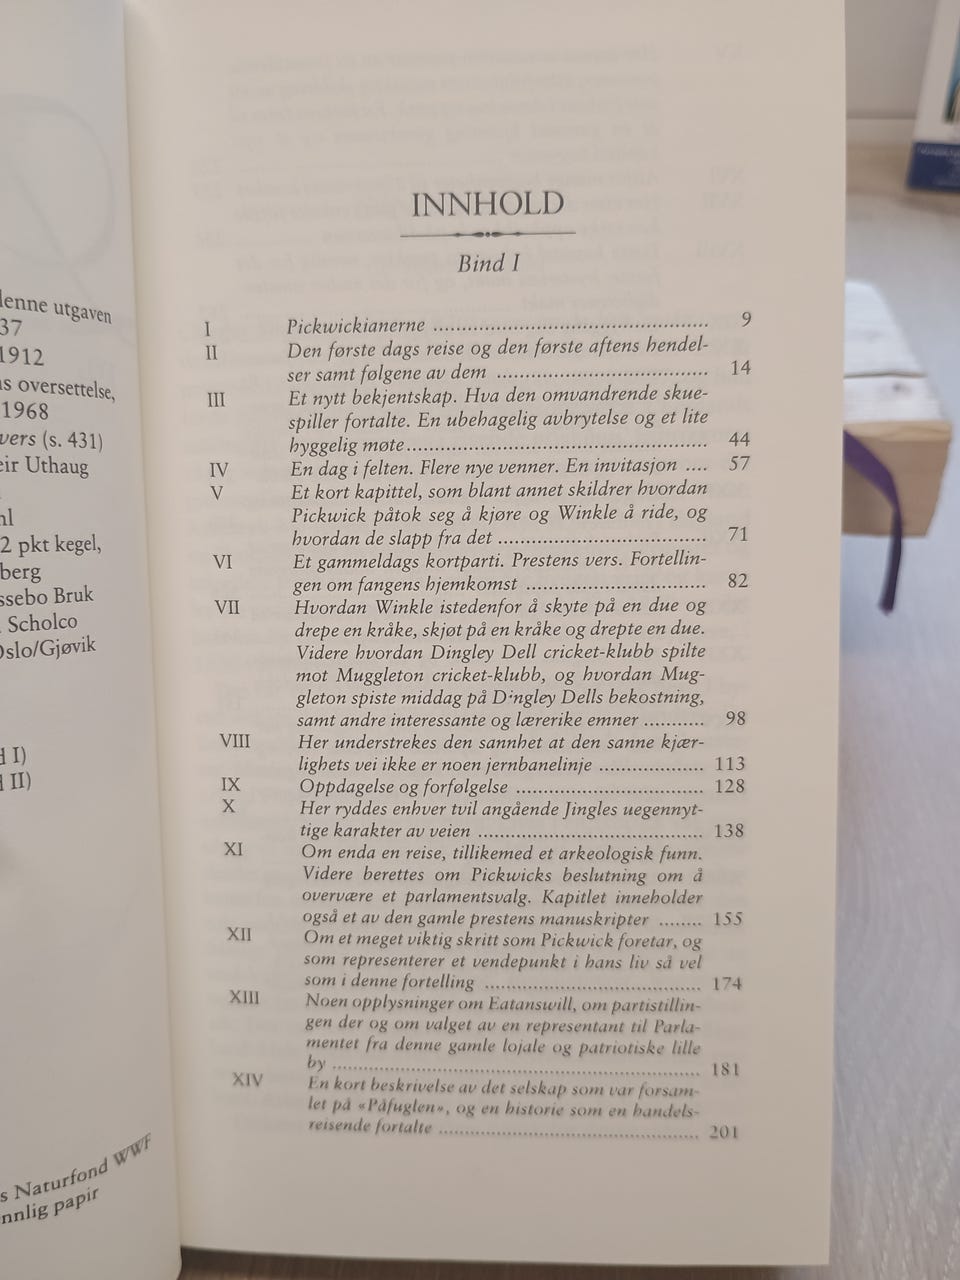 denne utgaven
37
1912
oversettelse,
1968
vers (s. 431)
eir Uthaug
2 pkt kegel,
berg
ssebo Bruk
Scholco
Oslo/Gjøvik
d I)
d II)
s Naturfond WWF
nnlig papir
INNHOLD
Bind I
I Pickwickianerne ........ 9
II Den første dags reise og den første aftens hendel-
ser samt følgene av dem ........ 14
III Et nytt bekjentskap. Hva den omvandrende skue-
spiller fortalte. En ubehagelig avbrytelse og et lite
hyggelig møte ........ 44
IV En dag i felten. Flere nye venner. En invitasjon .... 57
V Et kort kapittel, som blant annet skildrer hvordan
Pickwick påtok seg å kjøre og Winkle å ride, og
hvordan de slapp fra det ........ 71
VI Et gammeldags kortparti. Prestens vers. Fortellin-
gen om fangens hjemkomst ........ 82
VII Hvordan Winkle istedenfor å skyte på en due og
drepe en kråke, skjøt på en kråke og drepte en due.
Videre hvordan Dingley Dell cricket-klubb spilte
mot Muggleton cricket-klubb, og hvordan Mug-
gleton spiste middag på Dingley Dells bekostning,
samt andre interessante og lærerike emner ........ 98
VIII Her understrekes den sannhet at den sanne kjær-
lighets vei ikke er noen jernbanelinje ........ 113
IX Oppdagelse og forfølgelse ........ 128
X Her ryddes enhver tvil angående Jingles uegennyt-
tige karakter av veien ........ 138
XI Om enda en reise, tillikemed et arkeologisk funn.
Videre berettes om Pickwicks beslutning om å
overvære et parlamentsvalg. Kapitlet inneholder
også et av den gamle prestens manuskripter ........ 155
XII Om et meget viktig skritt som Pickwick foretar, og
som representerer et vendepunkt i hans liv så vel
som i denne fortelling ........ 174
XIII Noen opplysninger om Eatanswill, om partistillin-
gen der og om valget av en representant til Parla-
mentet fra denne gamle lojale og patriotiske lille
by ........ 181
XIV En kort beskrivelse av det selskap som var forsam-
let på «Påfuglen», og en historie som en handels-
reisende fortalte ........ 201